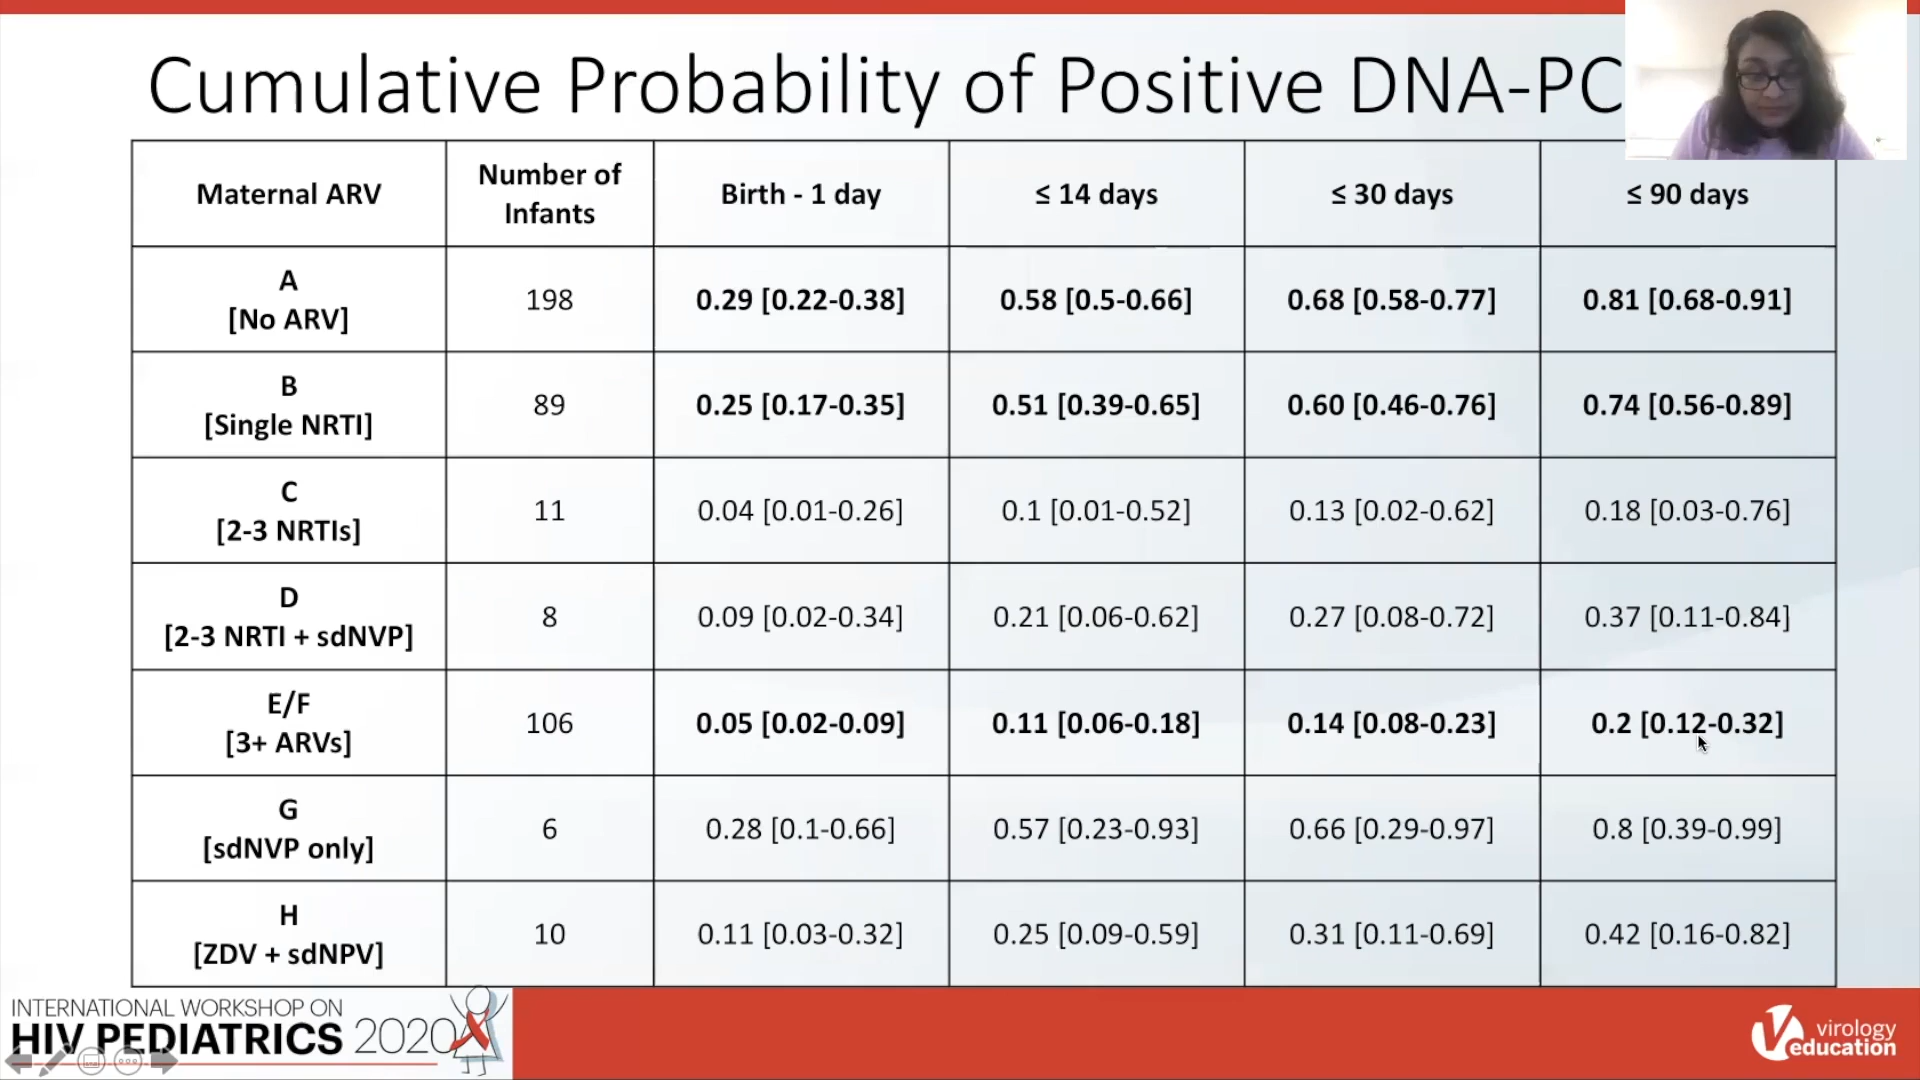 Cumulative Probability of Positive DNA-PC
Maternal ARV
Number of
Infants
Birth - 1 day
≤ 14 days
≤ 30 days
≤ 90 days
A
[No ARV]
198
0.29 [0.22-0.38]
0.58 [0.5-0.66]
0.68 [0.58-0.77]
0.81 [0.68-0.91]
B
[Single NRTI]
89
0.25 [0.17-0.35]
0.51 [0.39-0.65]
0.60 [0.46-0.76]
0.74 [0.56-0.89]
C
[2-3 NRTIs]
11
0.04 [0.01-0.26]
0.1 [0.01-0.52]
0.13 [0.02-0.62]
0.18 [0.03-0.76]
D
[2-3 NRTI + sdNVP]
8
0.09 [0.02-0.34]
0.21 [0.06-0.62]
0.27 [0.08-0.72]
0.37 [0.11-0.84]
E/F
[3+ ARVs]
106
0.05 [0.02-0.09]
0.11 [0.06-0.18]
0.14 [0.08-0.23]
0.2 [0.12-0.32]
G
[sdNVP only]
6
0.28 [0.1-0.66]
0.57 [0.23-0.93]
0.66 [0.29-0.97]
0.8 [0.39-0.99]
H
[ZDV + sdNPV]
10
0.11 [0.03-0.32]
0.25 [0.09-0.59]
0.31 [0.11-0.69]
0.42 [0.16-0.82]
INTERNATIONAL WORKSHOP ON
HIV PEDIATRICS 2020
virology
education